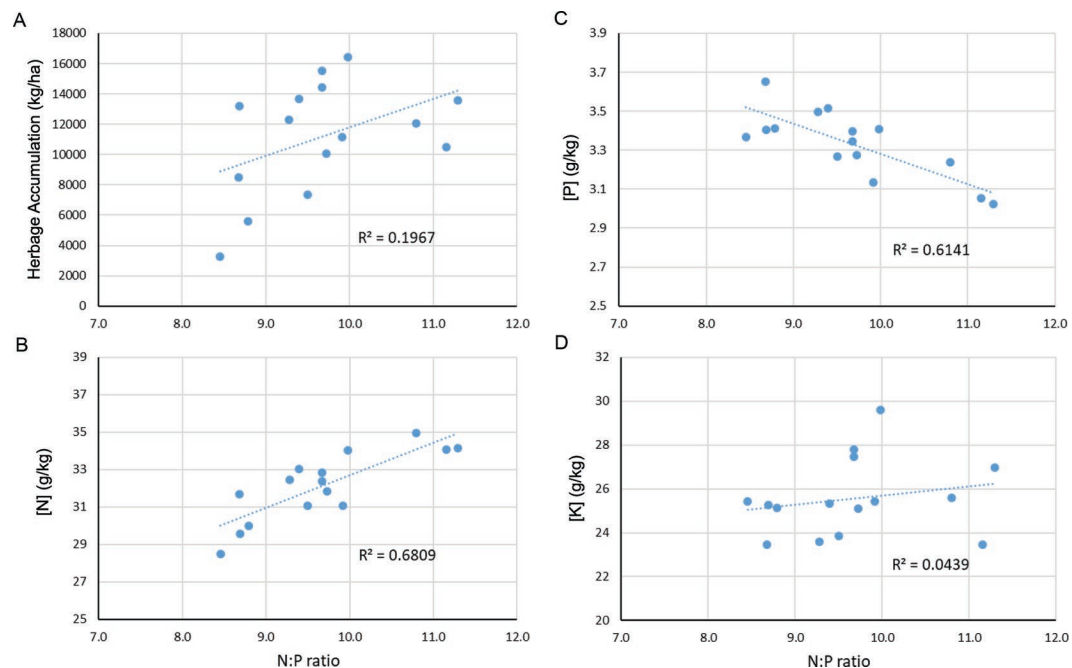 A
Herbage Accumulation (kg/ha)
18000
16000
14000
12000
10000
8000
6000
4000
2000
0
7.0 8.0 9.0 10.0 11.0 12.0
R² = 0.1967
C
[P] (g/kg)
3.9
3.7
3.5
3.3
3.1
2.9
2.7
2.5
7.0 8.0 9.0 10.0 11.0 12.0
R² = 0.6141
B
[N] (g/kg)
39
37
35
33
31
29
27
25
7.0 8.0 9.0 10.0 11.0 12.0
R² = 0.6809
N:P ratio
D
[K] (g/kg)
32
30
28
26
24
22
20
7.0 8.0 9.0 10.0 11.0 12.0
R² = 0.0439
N:P ratio